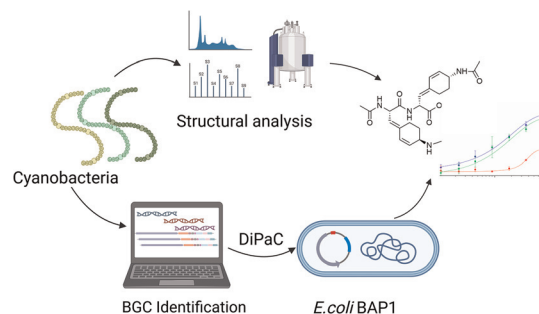 Structural analysis
Cyanobacteria
DiPaC
BGC Identification
E.coli BAP1